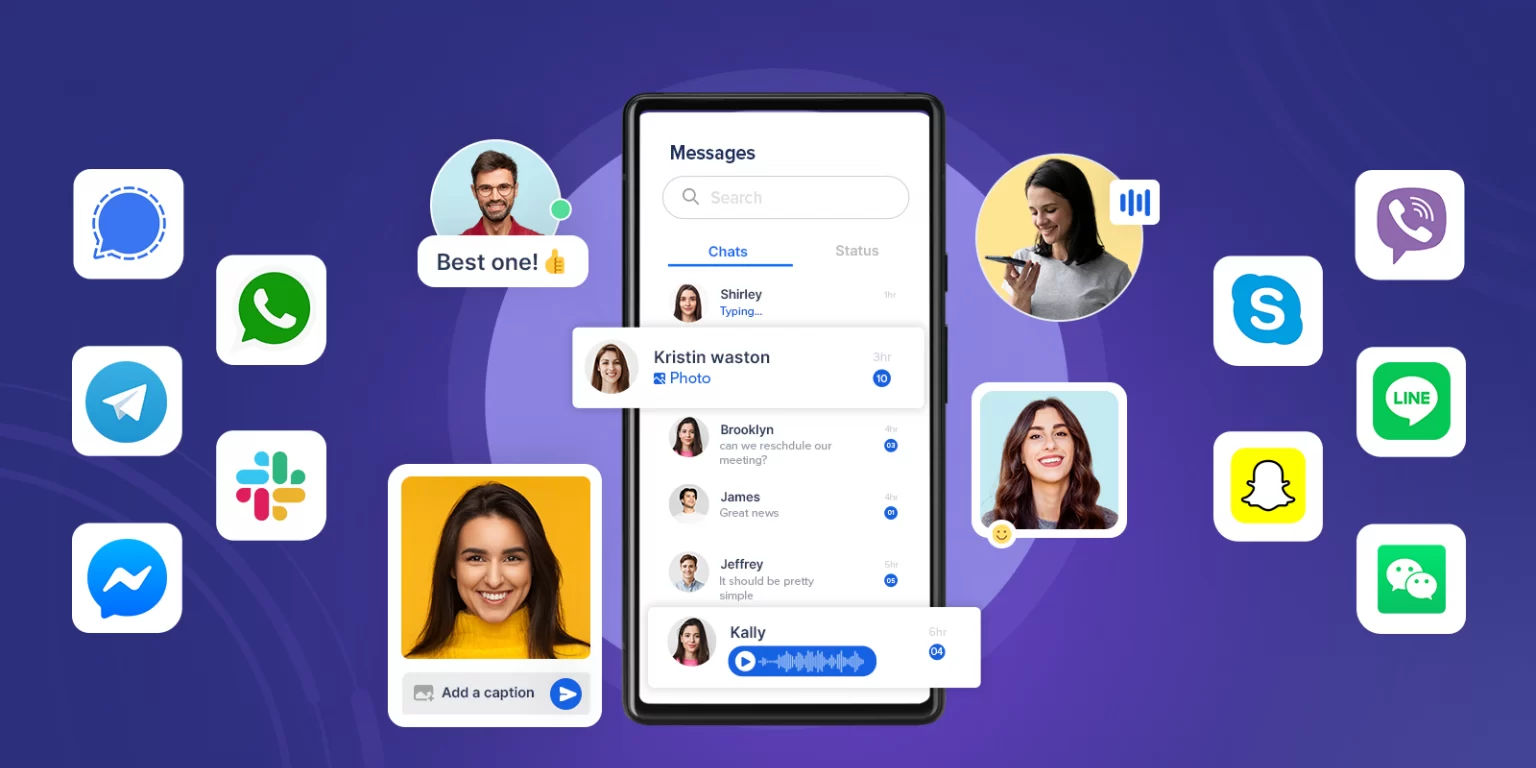 Messages
Search
Chats
Status
Shirley
1hr
Typing...
Kristin waston
3hr
Photo
10
Brooklyn
4hr
can we reschdule our
03
meeting?
James
4hr
Great news
01
Jeffrey
5hr
It should be pretty
05
simple
Kally
6hr
04
Best one!👍
Add a caption
S
LINE